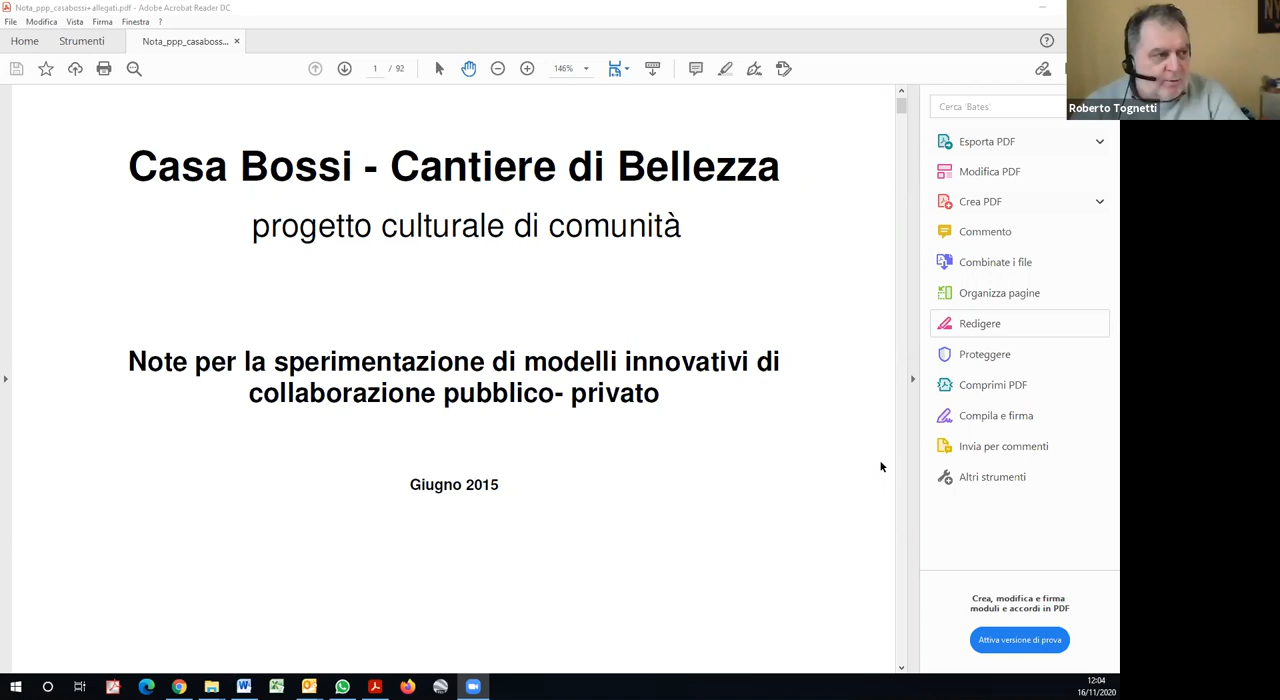 Nota_ppp_casabossi+allegati.pdf - Adobe Acrobat Reader DC
File Modifica Vista Firma Finestra ?
Home Strumenti Nota_ppp_casaboss... ×
1 / 92 146%
Casa Bossi - Cantiere di Bellezza
progetto culturale di comunità
Note per la sperimentazione di modelli innovativi di
collaborazione pubblico- privato
Giugno 2015
Cerca 'Bates'
Esporta PDF
Modifica PDF
Crea PDF
Commento
Combinate i file
Organizza pagine
Redigere
Proteggere
Comprimi PDF
Compila e firma
Invia per commenti
Altri strumenti
Crea, modifica e firma
moduli e accordi in PDF
Attiva versione di prova
Roberto Tognetti
NY
12:04
16/11/2020